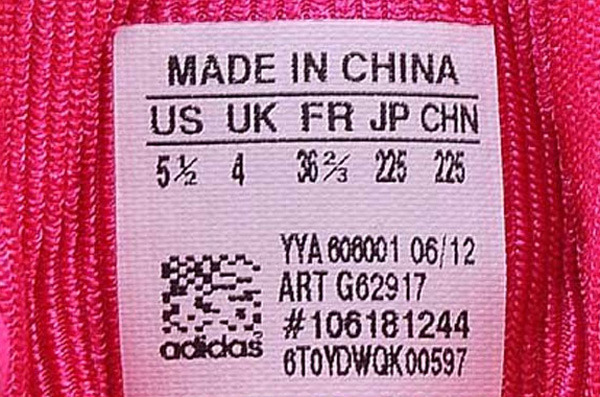 MADE IN CHINA
US UK FR JP CHN
5½ 4 36⅔ 225 225
YYA 606001 06/12
ART G62917
#106181244
adidas
6T0YDWQK00597